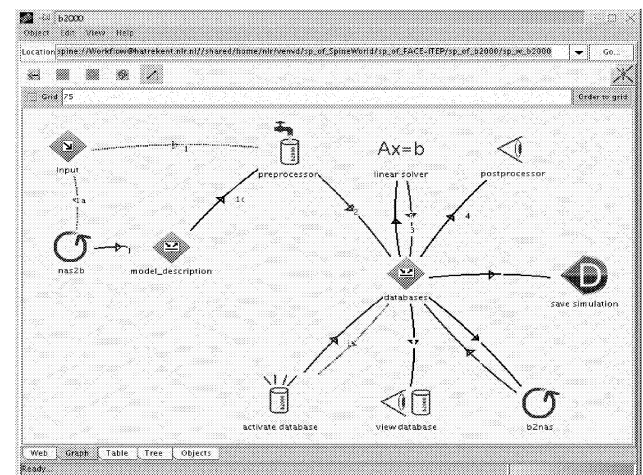 b2000
Object Edit View Help
Location spine://Workflow@hatrekent.nlr.nl//shared/home/nlr/venvd/sp_of_SpineWorld/sp_of_FACE-ITEP/sp_of_b2000/sp_w_b2000 Go...
Grid 75 Order to grid
input
preprocessor
Ax=b
linear solver
postprocessor
1
1a
1c
2
3
4
nas2b
model_description
databases
D
save simulation
activate database
view database
b2nas
Web Graph Table Tree Objects
Ready...